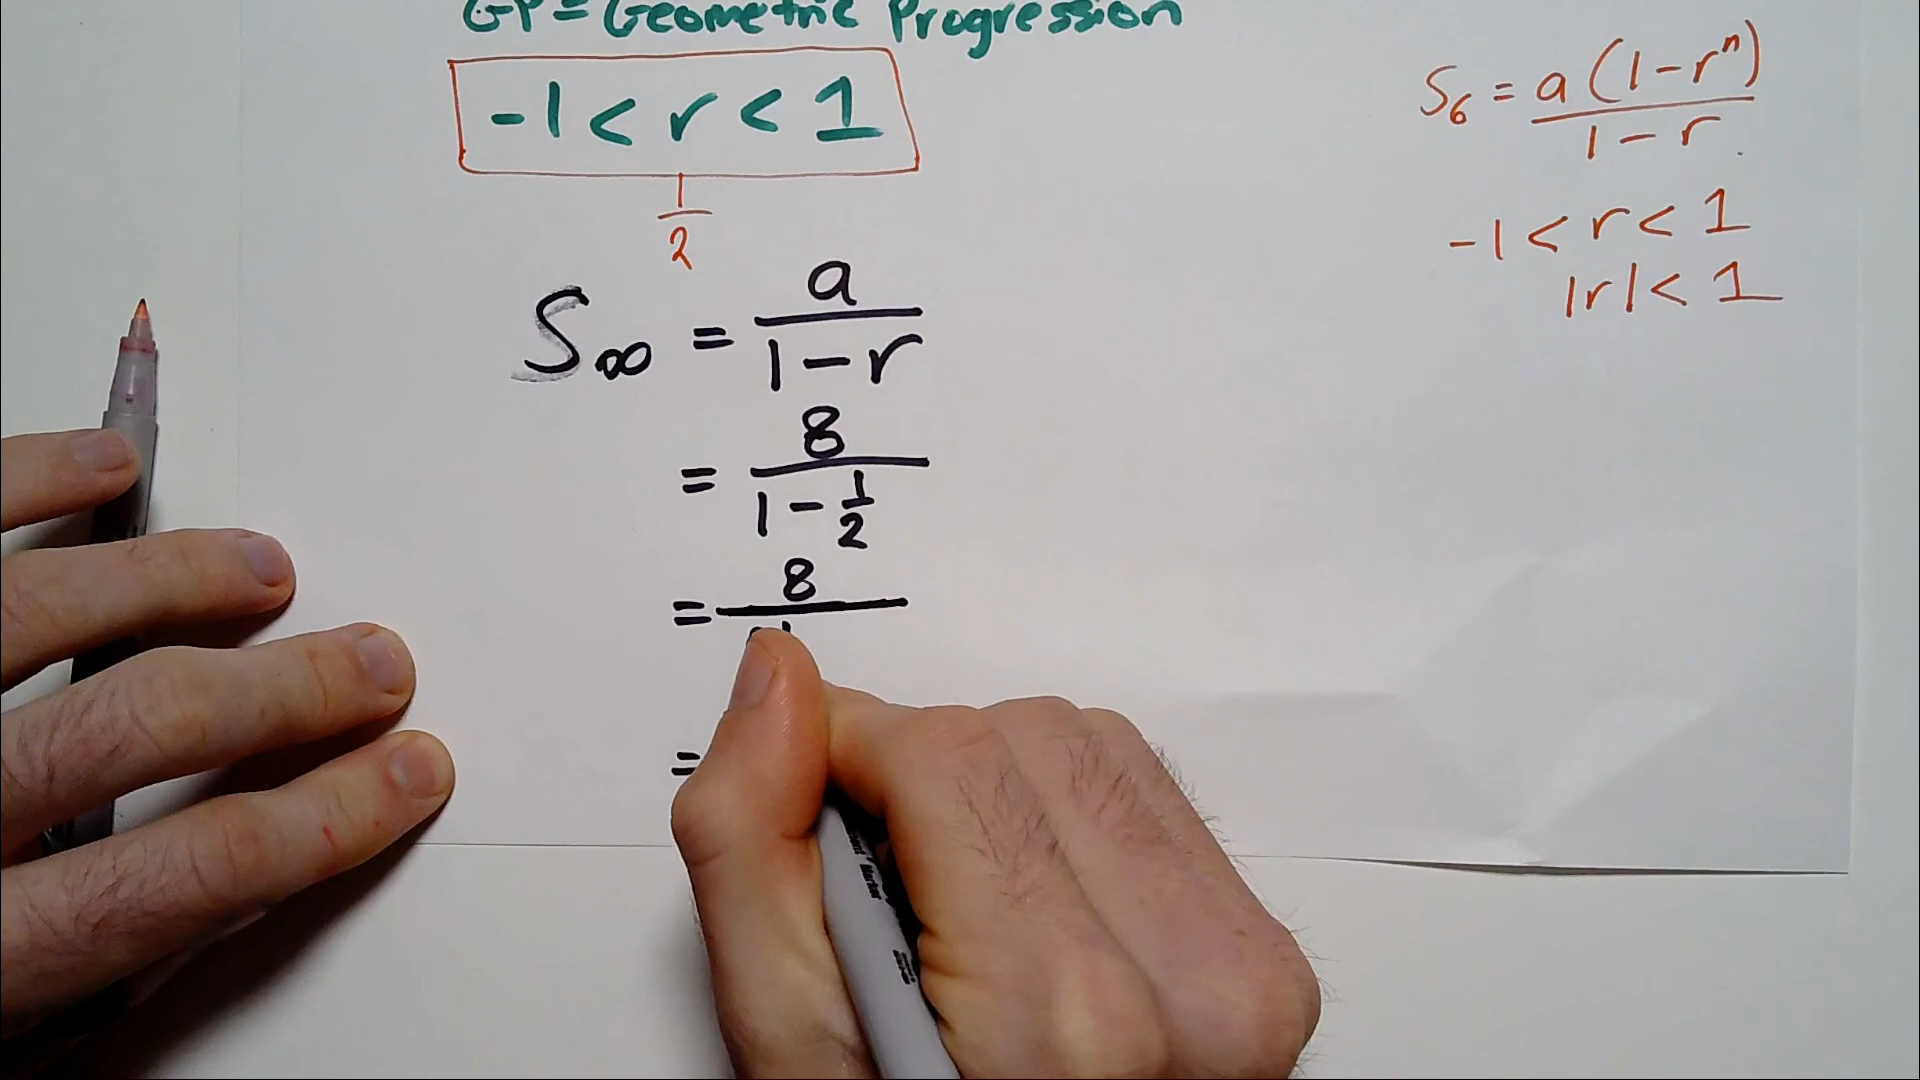 GP = Geometric Progression
-1 < r < 1
1/2
S∞ = a/(1-r)
= 8/(1 - 1/2)
= 8/
=
S6 = a(1-r^n)/(1-r)
-1 < r < 1
|r| < 1